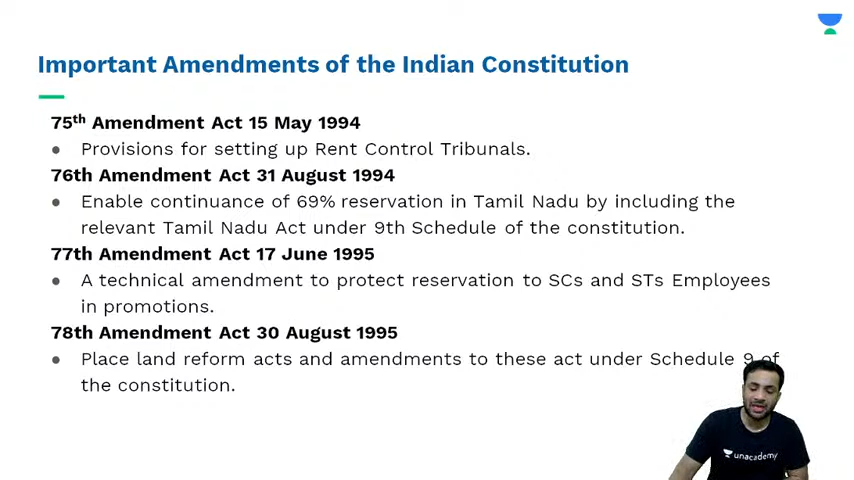 Important Amendments of the Indian Constitution
75th Amendment Act 15 May 1994
● Provisions for setting up Rent Control Tribunals.
76th Amendment Act 31 August 1994
● Enable continuance of 69% reservation in Tamil Nadu by including the
relevant Tamil Nadu Act under 9th Schedule of the constitution.
77th Amendment Act 17 June 1995
● A technical amendment to protect reservation to SCs and STs Employees
in promotions.
78th Amendment Act 30 August 1995
● Place land reform acts and amendments to these act under Schedule 9 of
the constitution.
unacademy